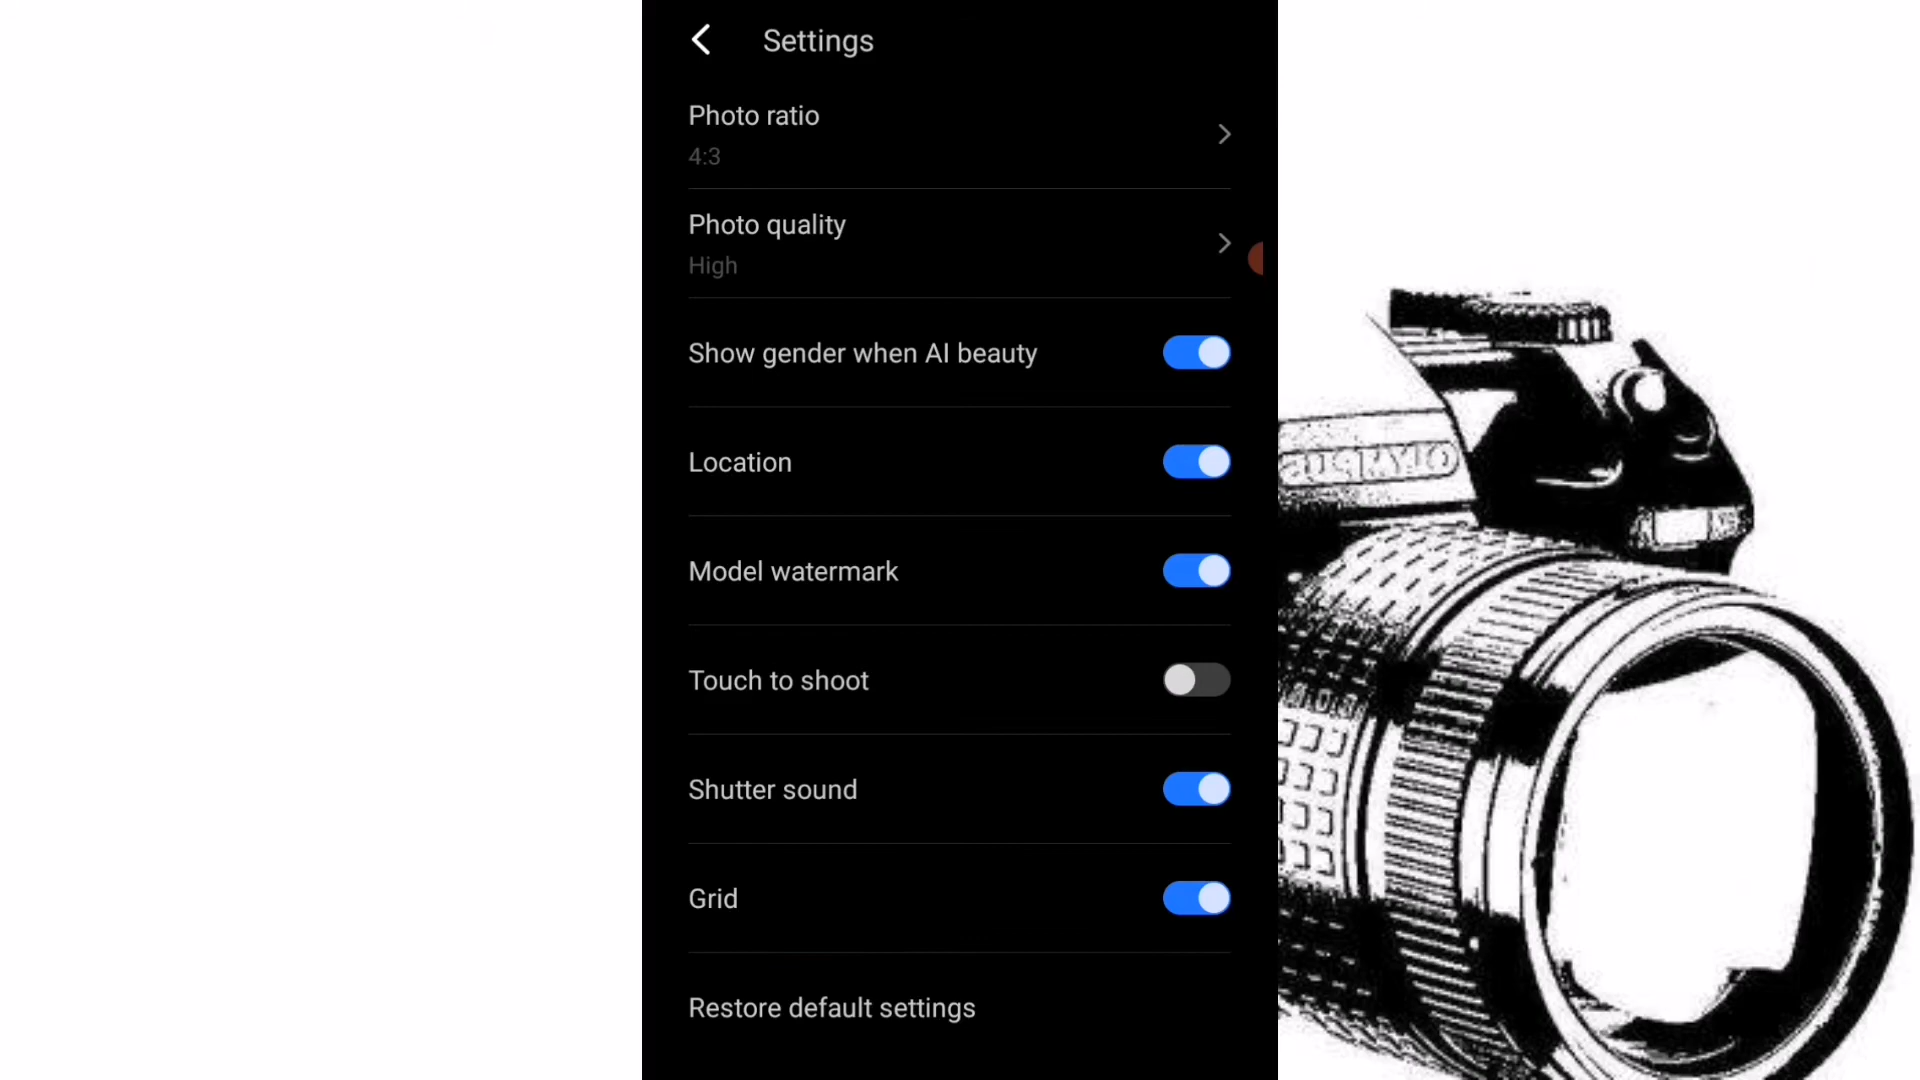 Settings
Photo ratio
4:3
Photo quality
High
Show gender when AI beauty
Location
Model watermark
Touch to shoot
Shutter sound
Grid
Restore default settings